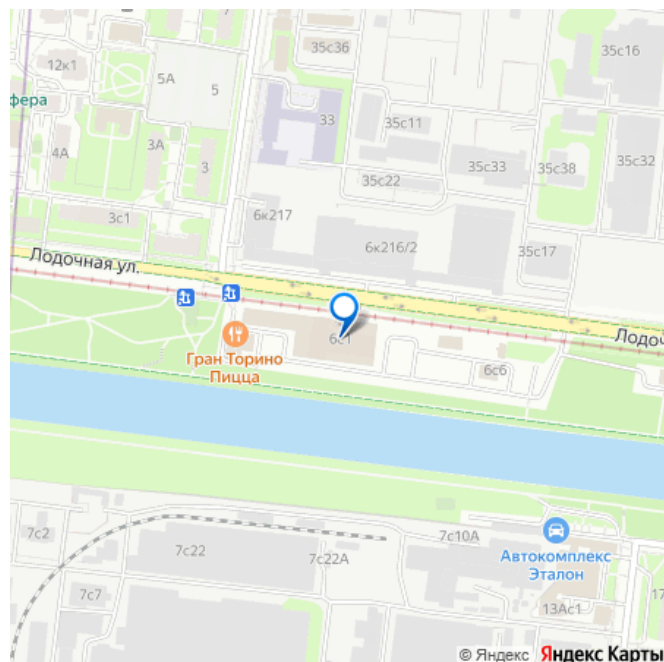 35с36
35с16
12к1
5А
5
фера
33
35с11
4А
3А
3
35с33
35с38
35с32
35с22
3с1
6к217
6к216/2
35с17
Лодочная ул.
Лодоч
6с1
Гран Торино
Пицца
6с6
7с2
7с22
7с22А
7с10А
Автокомплекс
Эталон
7с7
13Ас1
17
© Яндекс Яндекс Карты